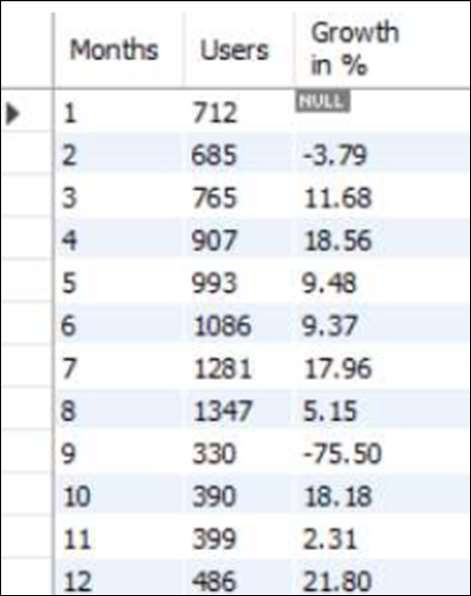 Months Users Growth in %
1 712 NULL
2 685 -3.79
3 765 11.68
4 907 18.56
5 993 9.48
6 1086 9.37
7 1281 17.96
8 1347 5.15
9 330 -75.50
10 390 18.18
11 399 2.31
12 486 21.80